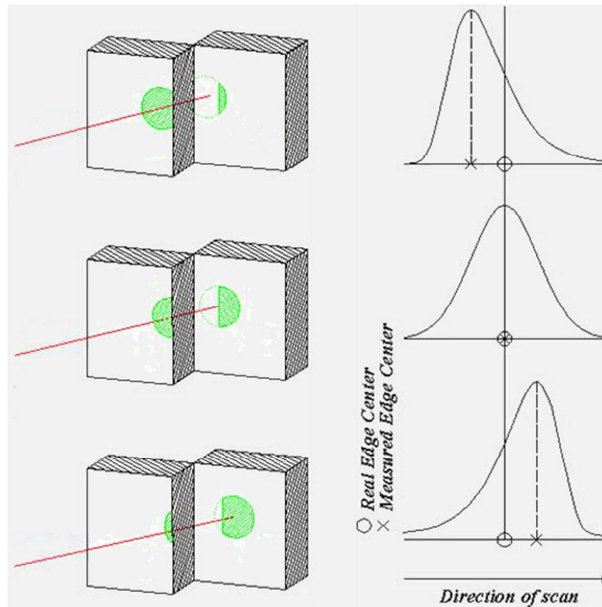 ○ Real Edge Center
× Measured Edge Center
Direction of scan